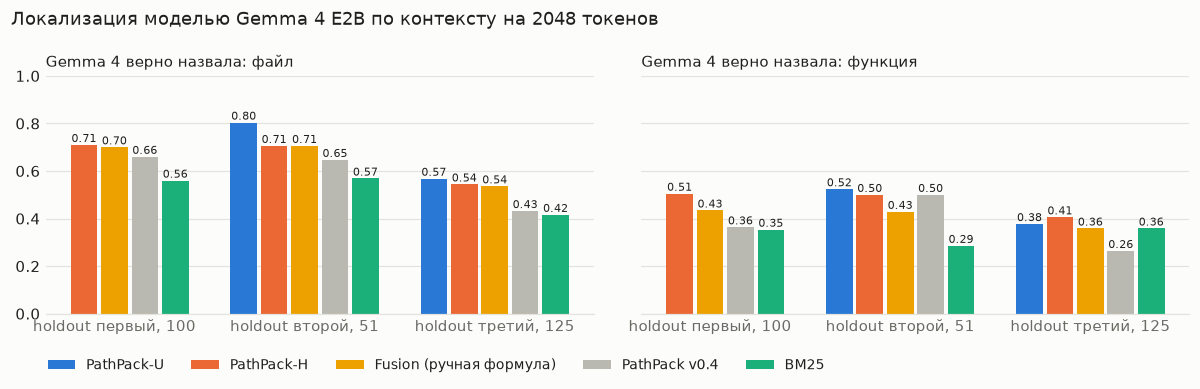 Локализация моделью Gemma 4 E2B по контексту на 2048 токенов
Gemma 4 верно назвала: файл
Gemma 4 верно назвала: функция
1.0
0.8
0.6
0.4
0.2
0.0
0.71 0.70 0.66 0.56
0.80 0.71 0.71 0.65 0.57
0.57 0.54 0.54 0.43 0.42
0.51 0.43 0.36 0.35
0.52 0.50 0.43 0.50 0.29
0.38 0.41 0.36 0.26 0.36
holdout первый, 100 holdout второй, 51 holdout третий, 125
holdout первый, 100 holdout второй, 51 holdout третий, 125
PathPack-U PathPack-H Fusion (ручная формула) PathPack v0.4 BM25